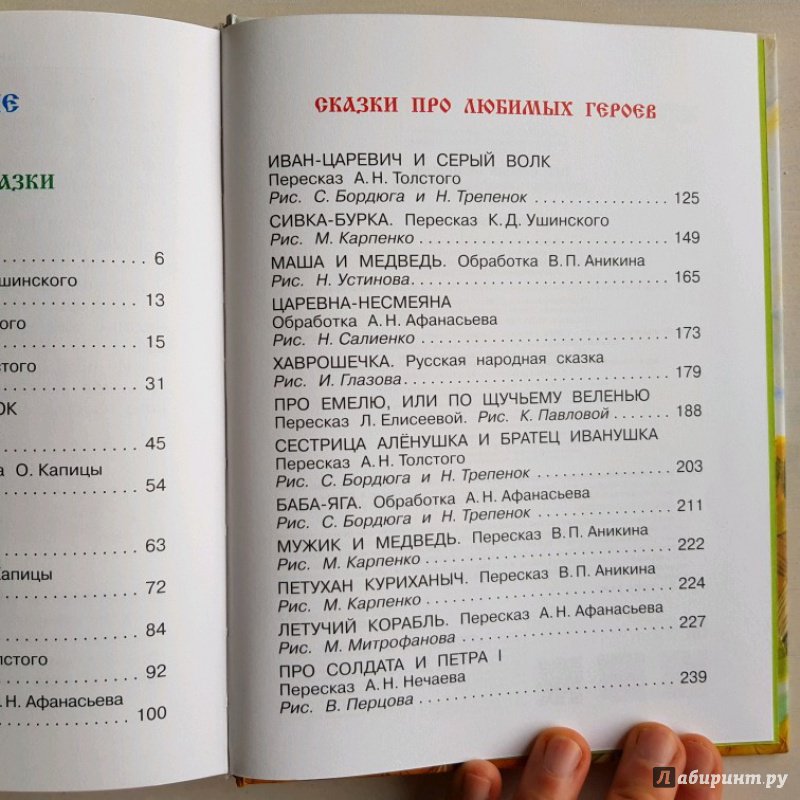 ИЕ
АЗКИ
6
шинского
13
ого
15
стого
31
ОК
45
а О. Капицы
54
63
Капицы
72
84
лстого
92
. Н. Афанасьева
100
СКАЗКИ ПРО ЛЮБИМЫХ ГЕРОЕВ
ИВАН-ЦАРЕВИЧ И СЕРЫЙ ВОЛК
Пересказ А. Н. Толстого
Рис. С. Бордюга и Н. Трепенок ................ 125
СИВКА-БУРКА. Пересказ К. Д. Ушинского
Рис. М. Карпенко ............................. 149
МАША И МЕДВЕДЬ. Обработка В. П. Аникина
Рис. Н. Устинова ............................. 165
ЦАРЕВНА-НЕСМЕЯНА
Обработка А. Н. Афанасьева
Рис. Н. Салиенко ............................. 173
ХАВРОШЕЧКА. Русская народная сказка
Рис. И. Глазова .............................. 179
ПРО ЕМЕЛЮ, ИЛИ ПО ЩУЧЬЕМУ ВЕЛЕНЬЮ
Пересказ Л. Елисеевой. Рис. К. Павловой ....... 188
СЕСТРИЦА АЛЁНУШКА И БРАТЕЦ ИВАНУШКА
Пересказ А. Н. Толстого
Рис. С. Бордюга и Н. Трепенок ................ 203
БАБА-ЯГА. Обработка А. Н. Афанасьева
Рис. С. Бордюга и Н. Трепенок ................ 211
МУЖИК И МЕДВЕДЬ. Пересказ В. П. Аникина
Рис. М. Карпенко ............................. 222
ПЕТУХАН КУРИХАНЫЧ. Пересказ В. П. Аникина
Рис. М. Карпенко ............................. 224
ЛЕТУЧИЙ КОРАБЛЬ. Пересказ А. Н. Афанасьева
Рис. М. Митрофанова .......................... 227
ПРО СОЛДАТА И ПЕТРА I
Пересказ А. Н. Нечаева
Рис. В. Перцова .............................. 239
Лабиринт.ру